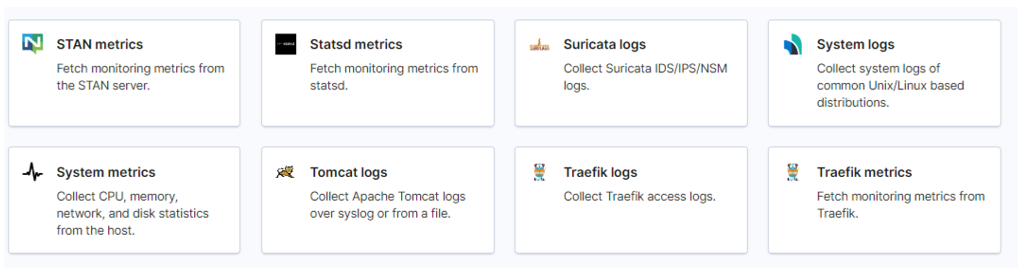 STAN metrics
Fetch monitoring metrics from
the STAN server.
Statsd metrics
Fetch monitoring metrics from
statsd.
Suricata logs
Collect Suricata IDS/IPS/NSM
logs.
System logs
Collect system logs of
common Unix/Linux based
distributions.
System metrics
Collect CPU, memory,
network, and disk statistics
from the host.
Tomcat logs
Collect Apache Tomcat logs
over syslog or from a file.
Traefik logs
Collect Traefik access logs.
Traefik metrics
Fetch monitoring metrics from
Traefik.